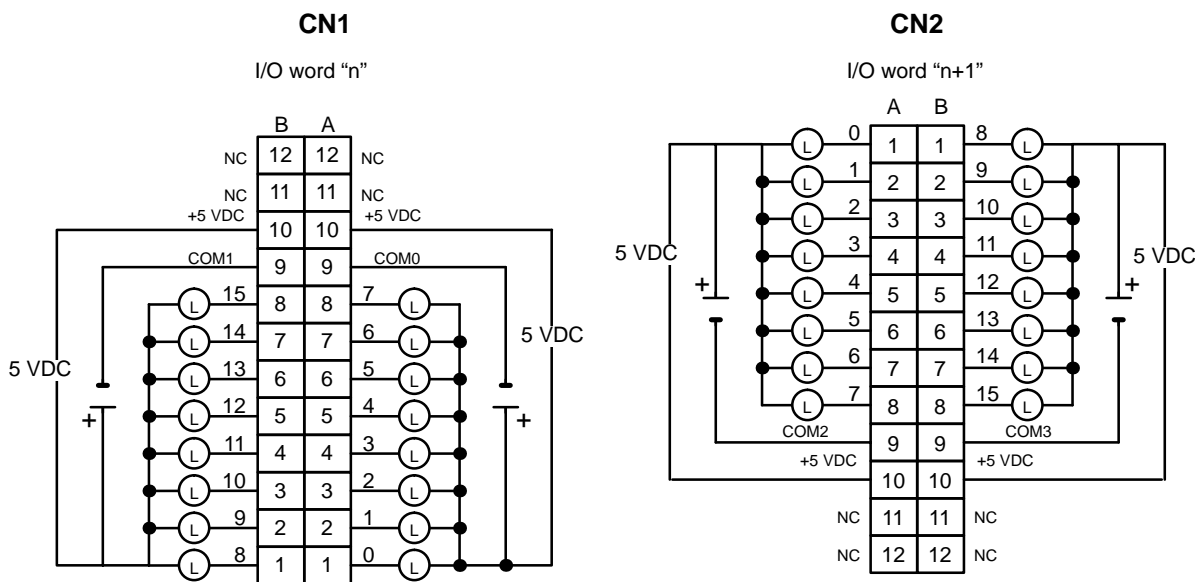 CN1
I/O word “n”
B A
NC 12 12 NC
NC 11 11 NC
+5 VDC 10 10 +5 VDC
COM1 9 9 COM0
L 15 8 8 7 L
L 14 7 7 6 L
L 13 6 6 5 L
5 VDC 5 VDC
L 12 5 5 4 L
+ +
L 11 4 4 3 L
L 10 3 3 2 L
L 9 2 2 1 L
L 8 1 1 0 L
CN2
I/O word “n+1”
A B
L 0 1 1 8 L
L 1 2 2 9 L
L 2 3 3 10 L
5 VDC L 3 4 4 11 L 5 VDC
+ L 4 5 5 12 L +
L 5 6 6 13 L
L 6 7 7 14 L
L 7 8 8 15 L
COM2 9 9 COM3
+5 VDC 10 10 +5 VDC
NC 11 11 NC
NC 12 12 NC